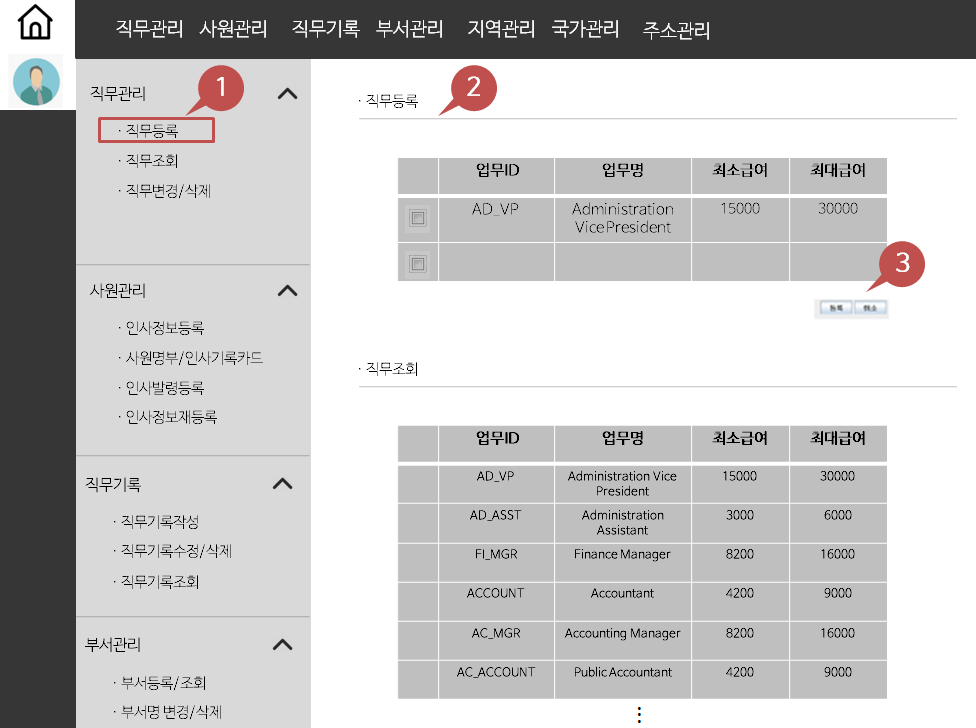 직무관리 사원관리 직무기록 부서관리 지역관리 국가관리 주소관리
직무관리
1
· 직무등록
· 직무조회
· 직무변경/삭제
사원관리
· 인사정보등록
· 사원명부/인사기록카드
· 인사발령등록
· 인사정보재등록
직무기록
· 직무기록작성
· 직무기록수정/삭제
· 직무기록조회
부서관리
· 부서등록/조회
· 부서명 변경/삭제
· 직무등록
2
업무ID 업무명 최소급여 최대급여
AD_VP Administration Vice President 15000 30000
3
등록 취소
· 직무조회
업무ID 업무명 최소급여 최대급여
AD_VP Administration Vice President 15000 30000
AD_ASST Administration Assistant 3000 6000
FI_MGR Finance Manager 8200 16000
ACCOUNT Accountant 4200 9000
AC_MGR Accounting Manager 8200 16000
AC_ACCOUNT Public Accountant 4200 9000
⋮